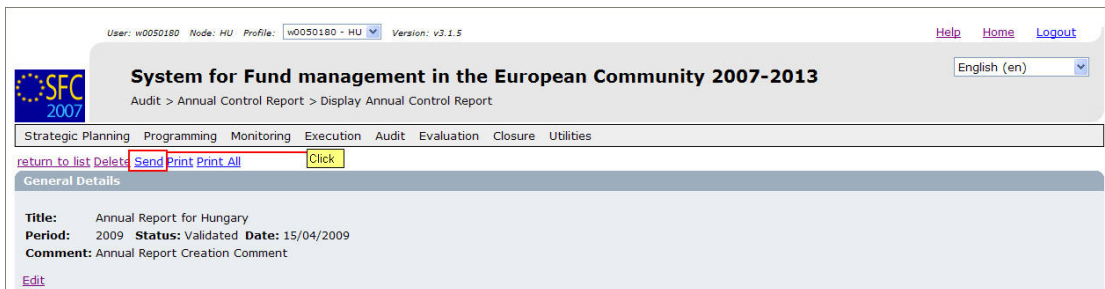 User: w0050180 Node: HU Profile: w0050180 - HU Version: v3.1.5 Help Home Logout
SFC 2007
System for Fund management in the European Community 2007-2013 English (en)
Audit > Annual Control Report > Display Annual Control Report
Strategic Planning Programming Monitoring Execution Audit Evaluation Closure Utilities
return to list Delete Send Print Print All Click
General Details
Title: Annual Report for Hungary
Period: 2009 Status: Validated Date: 15/04/2009
Comment: Annual Report Creation Comment
Edit